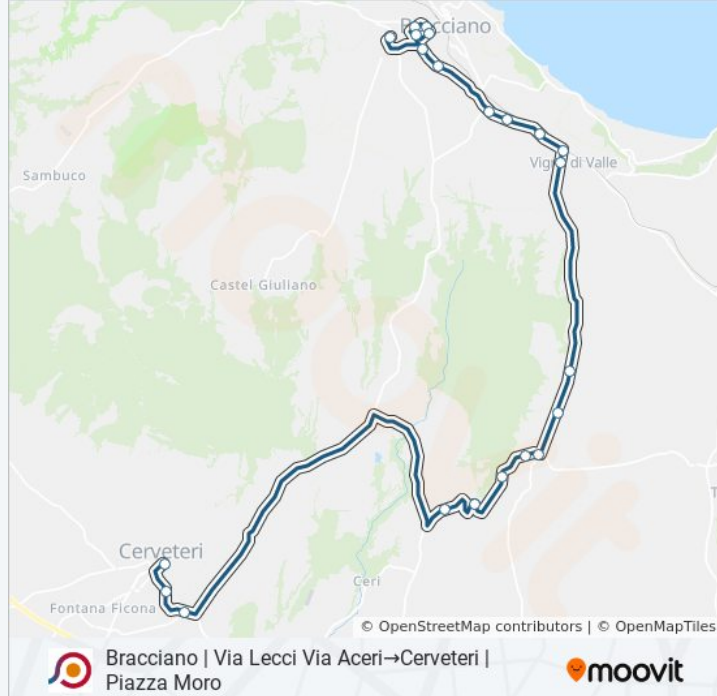 Bracciano
Vigna di Valle
Sambuco
Castel Giuliano
Cerveteri
Ceri
Fontana Ficona
T
© OpenStreetMap contributors | © OpenMapTiles
Bracciano | Via Lecci Via Aceri→Cerveteri |
Piazza Moro
moovit